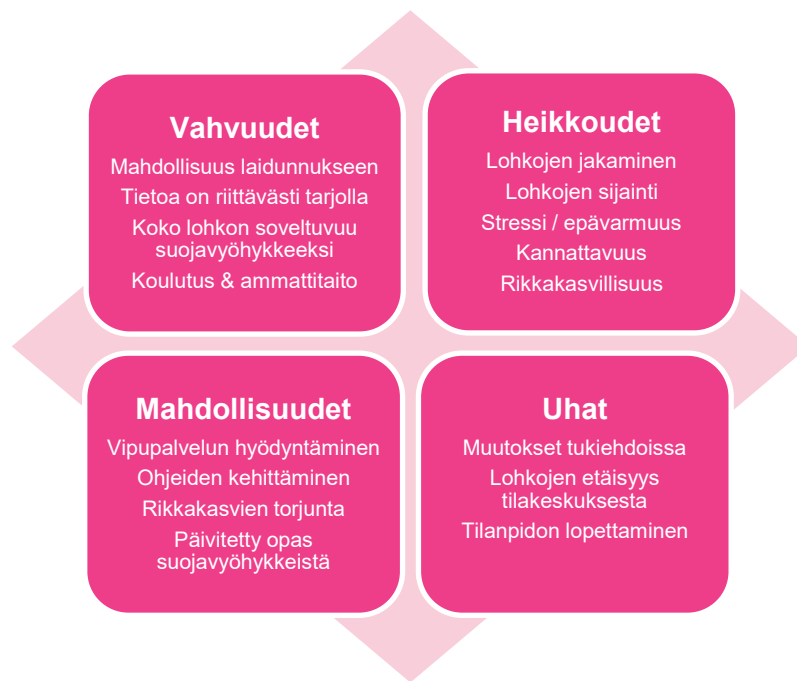 Vahvuudet
Mahdollisuus laidunnukseen
Tietoa on riittävästi tarjolla
Koko lohkon soveltuvuu
suojavyöhykkeeksi
Koulutus & ammattitaito
Heikkoudet
Lohkojen jakaminen
Lohkojen sijainti
Stressi / epävarmuus
Kannattavuus
Rikkakasvillisuus
Mahdollisuudet
Vipupalvelun hyödyntäminen
Ohjeiden kehittäminen
Rikkakasvien torjunta
Päivitetty opas
suojavyöhykkeistä
Uhat
Muutokset tukiehdoissa
Lohkojen etäisyys
tilakeskuksesta
Tilanpidon lopettaminen